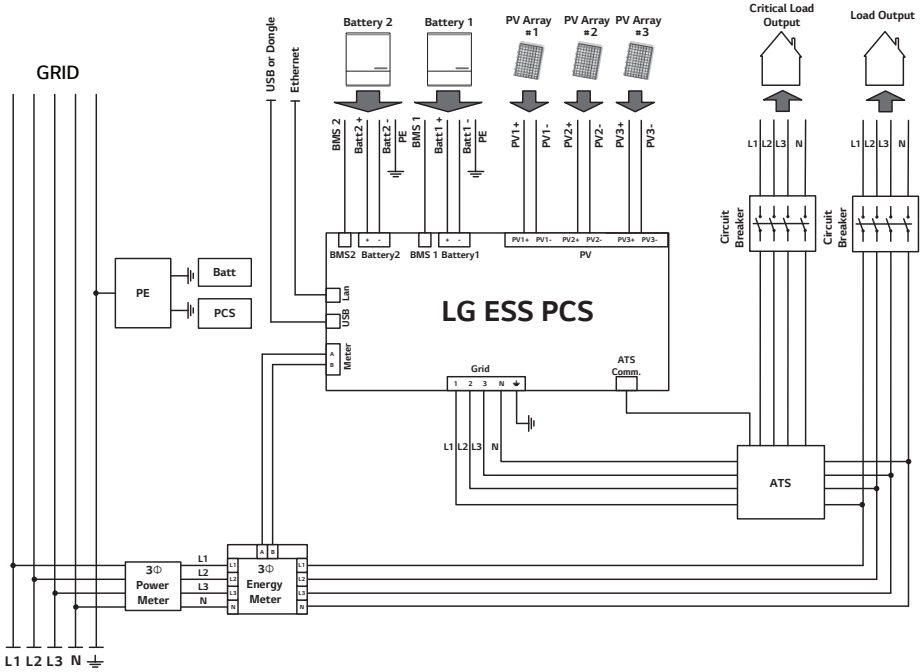 Battery 2
Battery 1
PV Array
#1
PV Array
#2
PV Array
#3
Critical Load
Output
Load Output
GRID
USB or Dongle
Ethernet
BMS 2
Batt2 +
Batt2 -
PE
BMS 1
Batt1 +
Batt1 -
PE
PV1+
PV1-
PV2+
PV2-
PV3+
PV3-
L1 L2 L3 N
L1 L2 L3 N
Circuit
Breaker
Circuit
Breaker
+ -
+ -
PV1+ PV1- PV2+ PV2- PV3+ PV3-
BMS2 Battery2 BMS 1 Battery1 PV
PE
Batt
PCS
Lan
USB
Meter
A
B
LG ESS PCS
Grid
1 2 3 N
ATS
Comm.
L1 L2 L3 N
ATS
A B
3Φ
Power
Meter
L1
L2
L3
N
L1
L2
L3
N
3Φ
Energy
Meter
L1
L2
L3
N
L1 L2 L3 N